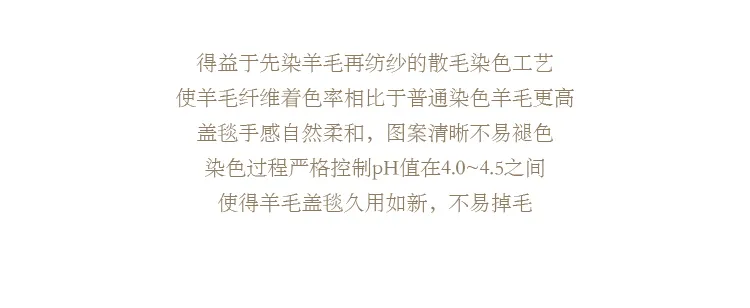 得益于先染羊毛再纺纱的散毛染色工艺
使羊毛纤维着色率相比于普通染色羊毛更高
盖毯手感自然柔和，图案清晰不易褪色
染色过程严格控制pH值在4.0~4.5之间
使得羊毛盖毯久用如新，不易掉毛